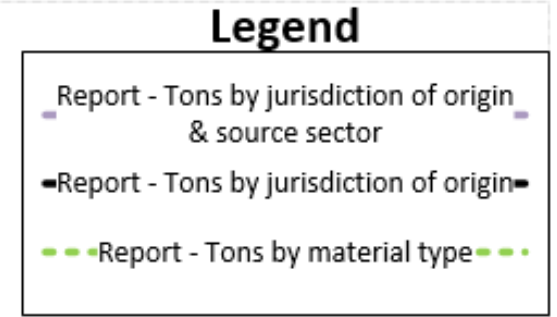 Legend
Report - Tons by jurisdiction of origin
& source sector
Report - Tons by jurisdiction of origin
Report - Tons by material type